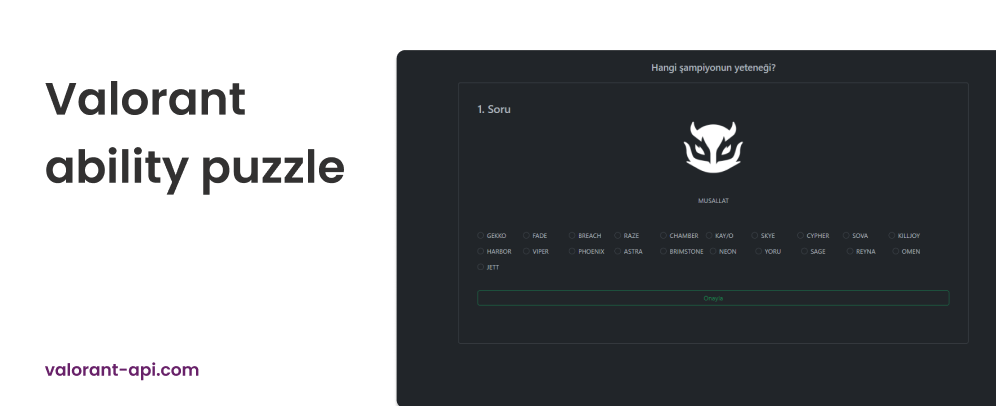 Valorant
ability puzzle
valorant-api.com
Hangi şampiyonun yeteneği?
1. Soru
MUSALLAT
GEKKO FADE BREACH RAZE CHAMBER KAY/O SKYE CYPHER SOVA KILLJOY
HARBOR VIPER PHOENIX ASTRA BRIMSTONE NEON YORU SAGE REYNA OMEN
JETT
Onayla